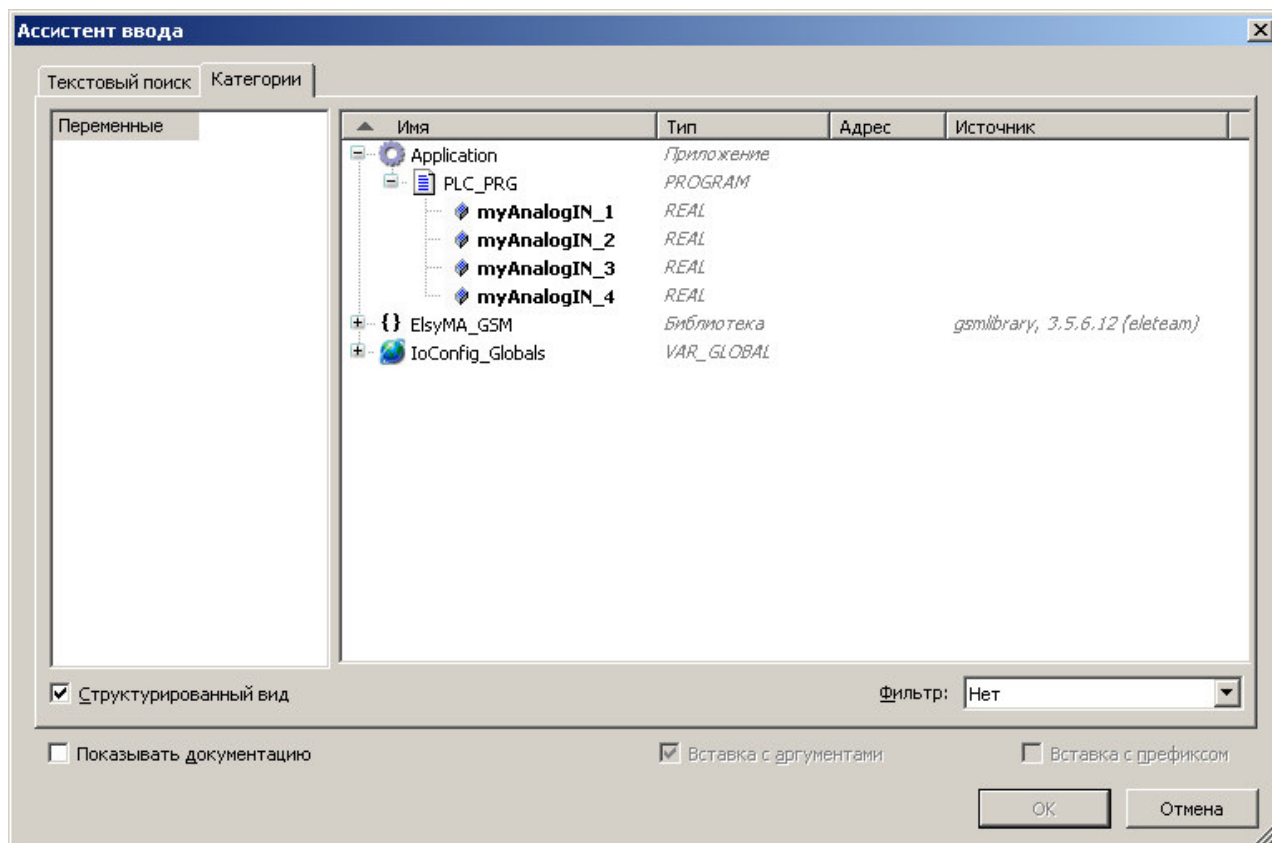 Ассистент ввода
Текстовый поиск Категории
Переменные
Имя Тип Адрес Источник
Application Приложение
PLC_PRG PROGRAM
myAnalogIN_1 REAL
myAnalogIN_2 REAL
myAnalogIN_3 REAL
myAnalogIN_4 REAL
{} ElsyMA_GSM Библиотека gsmlibrary, 3.5.6.12 (eleteam)
IoConfig_Globals VAR_GLOBAL
Структурированный вид Фильтр: Нет
Показывать документацию Вставка с аргументами Вставка с префиксом
OK Отмена